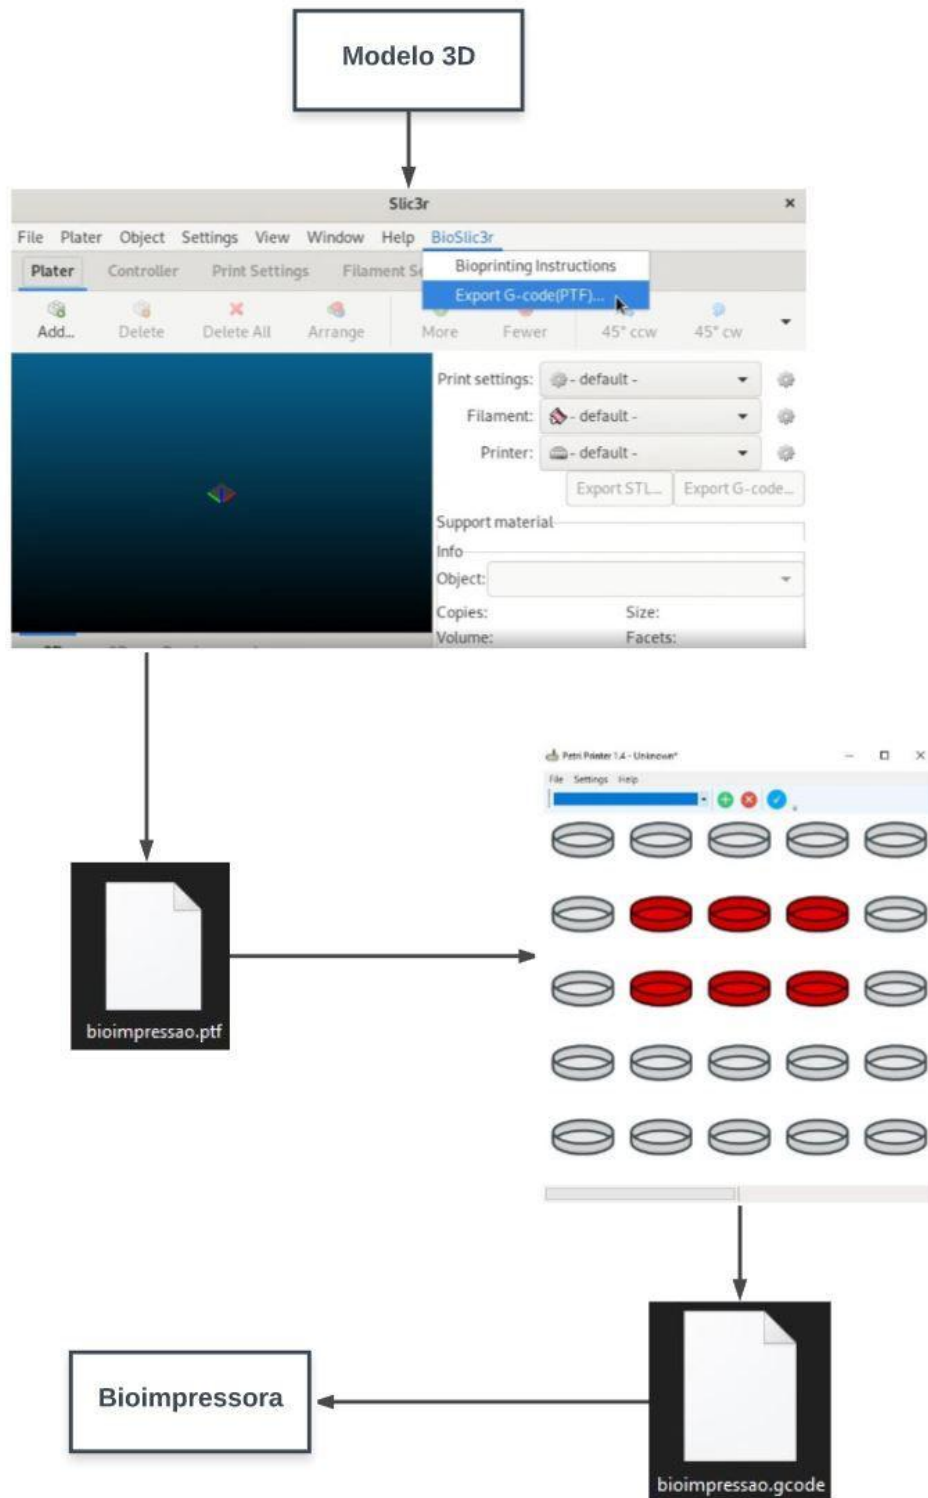 Modelo 3D
Slic3r ×
File Plater Object Settings View Window Help BioSlic3r
Bioprinting Instructions
Plater Controller Print Settings Filament Se
Export G-code(PTF)...
Add... Delete Delete All Arrange More Fewer 45° ccw 45° cw
Print settings: - default -
Filament: - default -
Printer: - default -
Export STL... Export G-code...
Support material
Info
Object:
Copies: Size:
Volume: Facets:
Petri Printer 1.4 - Unknown*
File Settings Help
bioimpressao.ptf
Bioimpressora
bioimpressao.gcode